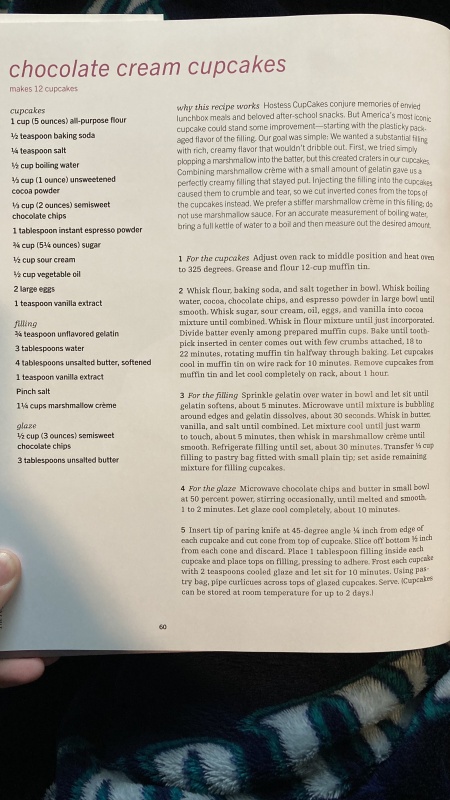 chocolate cream cupcakes
makes 12 cupcakes
cupcakes
1 cup (5 ounces) all-purpose flour
½ teaspoon baking soda
¼ teaspoon salt
½ cup boiling water
⅓ cup (1 ounce) unsweetened
cocoa powder
⅓ cup (2 ounces) semisweet
chocolate chips
1 tablespoon instant espresso powder
¾ cup (5¼ ounces) sugar
½ cup sour cream
½ cup vegetable oil
2 large eggs
1 teaspoon vanilla extract
filling
¾ teaspoon unflavored gelatin
3 tablespoons water
4 tablespoons unsalted butter, softened
1 teaspoon vanilla extract
Pinch salt
1¼ cups marshmallow crème
glaze
½ cup (3 ounces) semisweet
chocolate chips
3 tablespoons unsalted butter
why this recipe works Hostess CupCakes conjure memories of envied
lunchbox meals and beloved after-school snacks. But America's most iconic
cupcake could stand some improvement—starting with the plasticky pack-
aged flavor of the filling. Our goal was simple: We wanted a substantial filling
with rich, creamy flavor that wouldn't dribble out. First, we tried simply
plopping a marshmallow into the batter, but this created craters in our cupcakes.
Combining marshmallow crème with a small amount of gelatin gave us a
perfectly creamy filling that stayed put. Injecting the filling into the cupcakes
caused them to crumble and tear, so we cut inverted cones from the tops of
the cupcakes instead. We prefer a stiffer marshmallow crème in this filling; do
not use marshmallow sauce. For an accurate measurement of boiling water,
bring a full kettle of water to a boil and then measure out the desired amount.
1 For the cupcakes Adjust oven rack to middle position and heat oven
to 325 degrees. Grease and flour 12-cup muffin tin.
2 Whisk flour, baking soda, and salt together in bowl. Whisk boiling
water, cocoa, chocolate chips, and espresso powder in large bowl until
smooth. Whisk sugar, sour cream, oil, eggs, and vanilla into cocoa
mixture until combined. Whisk in flour mixture until just incorporated.
Divide batter evenly among prepared muffin cups. Bake until tooth-
pick inserted in center comes out with few crumbs attached, 18 to
22 minutes, rotating muffin tin halfway through baking. Let cupcakes
cool in muffin tin on wire rack for 10 minutes. Remove cupcakes from
muffin tin and let cool completely on rack, about 1 hour.
3 For the filling Sprinkle gelatin over water in bowl and let sit until
gelatin softens, about 5 minutes. Microwave until mixture is bubbling
around edges and gelatin dissolves, about 30 seconds. Whisk in butter,
vanilla, and salt until combined. Let mixture cool until just warm
to touch, about 5 minutes, then whisk in marshmallow crème until
smooth. Refrigerate filling until set, about 30 minutes. Transfer ⅓ cup
filling to pastry bag fitted with small plain tip; set aside remaining
mixture for filling cupcakes.
4 For the glaze Microwave chocolate chips and butter in small bowl
at 50 percent power, stirring occasionally, until melted and smooth,
1 to 2 minutes. Let glaze cool completely, about 10 minutes.
5 Insert tip of paring knife at 45-degree angle ¼ inch from edge of
each cupcake and cut cone from top of cupcake. Slice off bottom ½ inch
from each cone and discard. Place 1 tablespoon filling inside each
cupcake and place tops on filling, pressing to adhere. Frost each cupcake
with 2 teaspoons cooled glaze and let sit for 10 minutes. Using pas-
try bag, pipe curlicues across tops of glazed cupcakes. Serve. (Cupcakes
can be stored at room temperature for up to 2 days.)
60